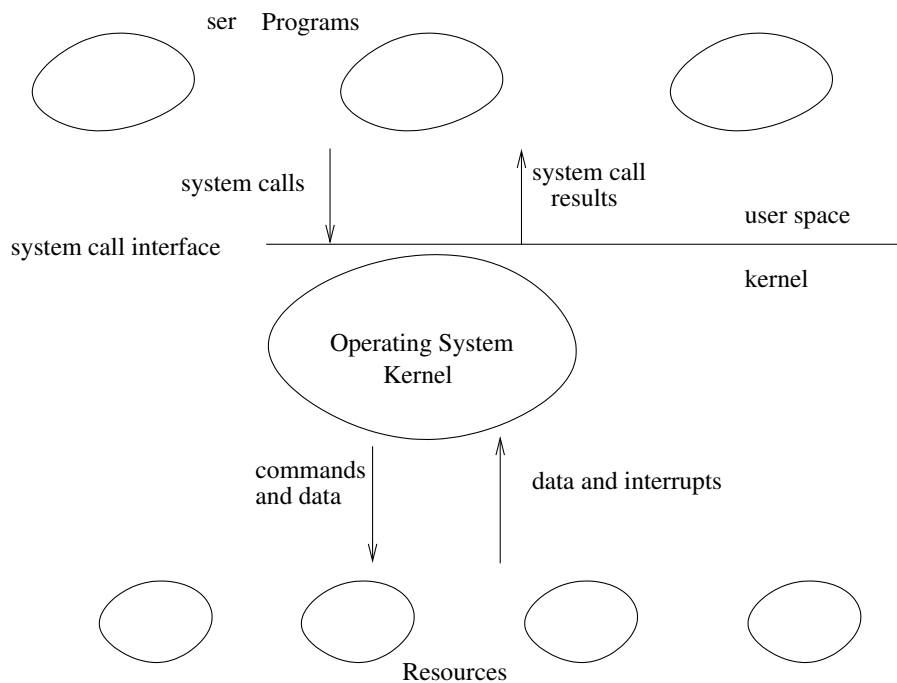 ser Programs
system calls
system call
results
user space
system call interface
kernel
Operating System
Kernel
commands
and data
data and interrupts
Resources